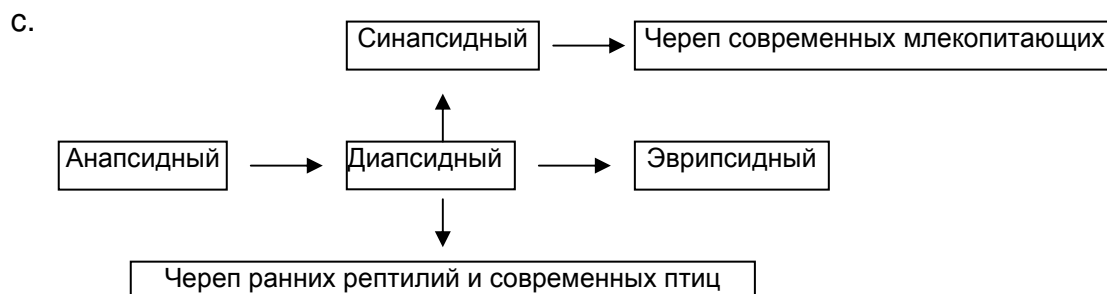 с.
Синапсидный
Череп современных млекопитающих
Анапсидный
Диапсидный
Эврипсидный
Череп ранних рептилий и современных птиц